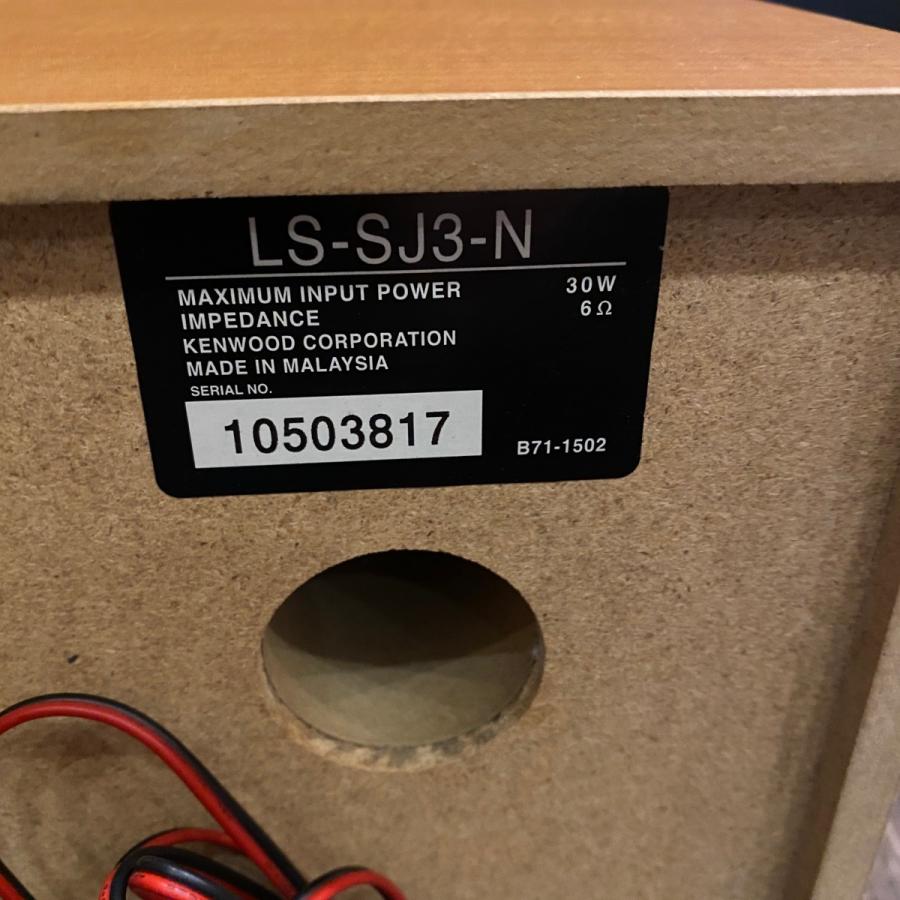 LS-SJ3-N
MAXIMUM INPUT POWER 30W
IMPEDANCE 6Ω
KENWOOD CORPORATION
MADE IN MALAYSIA
SERIAL NO.
10503817
B71-1502